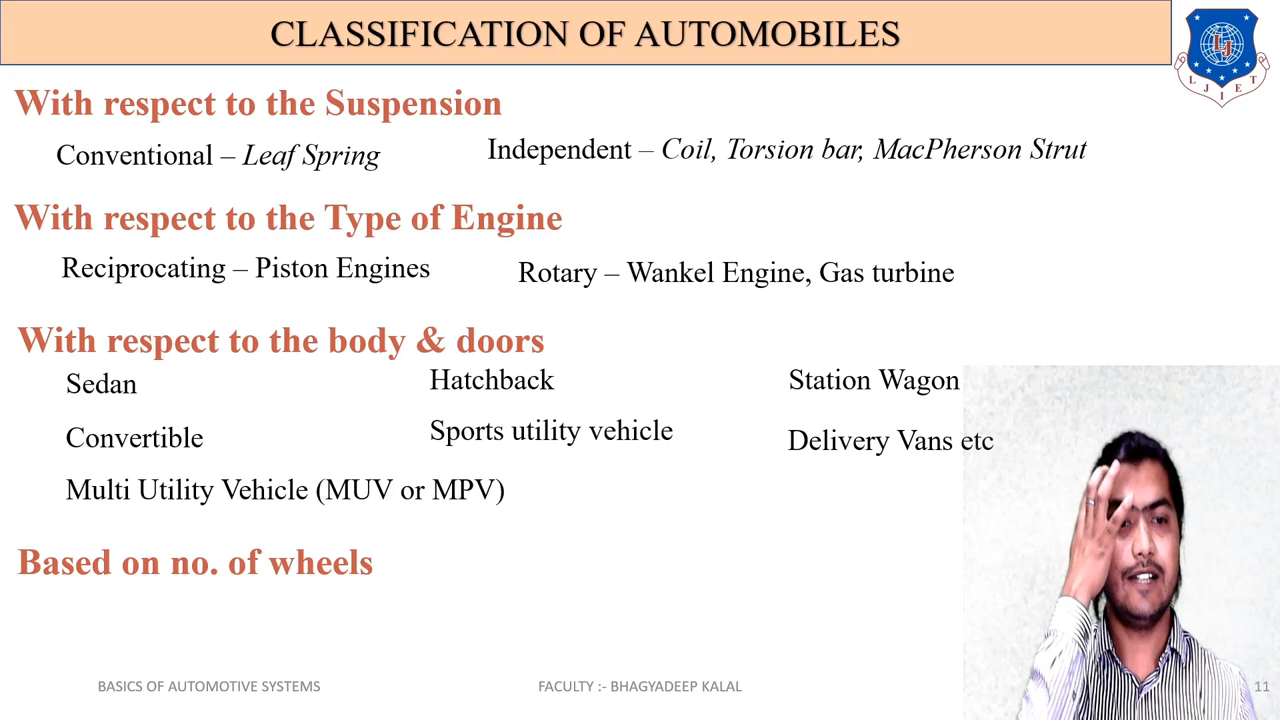 CLASSIFICATION OF AUTOMOBILES
LJ
LJIET
With respect to the Suspension
Conventional – Leaf Spring
Independent – Coil, Torsion bar, MacPherson Strut
With respect to the Type of Engine
Reciprocating – Piston Engines
Rotary – Wankel Engine, Gas turbine
With respect to the body & doors
Sedan
Hatchback
Station Wagon
Convertible
Sports utility vehicle
Delivery Vans etc
Multi Utility Vehicle (MUV or MPV)
Based on no. of wheels
BASICS OF AUTOMOTIVE SYSTEMS
FACULTY :- BHAGYADEEP KALAL
11